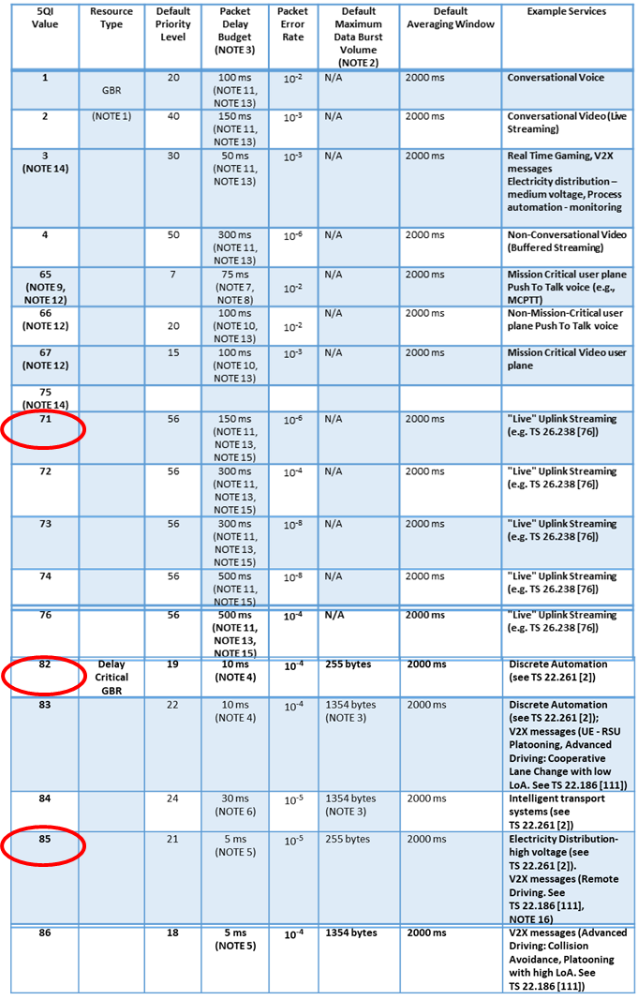 5QI
Value
Resource
Type
Default
Priority
Level
Packet
Delay
Budget
(NOTE 3)
Packet
Error
Rate
Default
Maximum
Data Burst
Volume
(NOTE 2)
Default
Averaging Window
Example Services
1
GBR
20
100 ms
(NOTE 11,
NOTE 13)
10-2
N/A
2000 ms
Conversational Voice
2
(NOTE 1)
40
150 ms
(NOTE 11,
NOTE 13)
10-3
N/A
2000 ms
Conversational Video (Live
Streaming)
3
(NOTE 14)
30
50 ms
(NOTE 11,
NOTE 13)
10-3
N/A
2000 ms
Real Time Gaming, V2X
messages
Electricity distribution –
medium voltage, Process
automation - monitoring
4
50
300 ms
(NOTE 11,
NOTE 13)
10-6
N/A
2000 ms
Non-Conversational Video
(Buffered Streaming)
65
(NOTE 9,
NOTE 12)
7
75 ms
(NOTE 7,
NOTE 8)
10-2
N/A
2000 ms
Mission Critical user plane
Push To Talk voice (e.g.,
MCPTT)
66
(NOTE 12)
20
100 ms
(NOTE 10,
NOTE 13)
10-2
N/A
2000 ms
Non-Mission-Critical user
plane Push To Talk voice
67
(NOTE 12)
15
100 ms
(NOTE 10,
NOTE 13)
10-3
N/A
2000 ms
Mission Critical Video user
plane
75
(NOTE 14)
71
56
150 ms
(NOTE 11,
NOTE 13,
NOTE 15)
10-6
N/A
2000 ms
"Live" Uplink Streaming
(e.g. TS 26.238 [76])
72
56
300 ms
(NOTE 11,
NOTE 13,
NOTE 15)
10-4
N/A
2000 ms
"Live" Uplink Streaming
(e.g. TS 26.238 [76])
73
56
300 ms
(NOTE 11,
NOTE 13,
NOTE 15)
10-8
N/A
2000 ms
"Live" Uplink Streaming
(e.g. TS 26.238 [76])
74
56
500 ms
(NOTE 11,
NOTE 15)
10-8
N/A
2000 ms
"Live" Uplink Streaming
(e.g. TS 26.238 [76])
76
56
500 ms
(NOTE 11,
NOTE 13,
NOTE 15)
10-4
N/A
2000 ms
"Live" Uplink Streaming
(e.g. TS 26.238 [76])
82
Delay
Critical
GBR
19
10 ms
(NOTE 4)
10-4
255 bytes
2000 ms
Discrete Automation
(see TS 22.261 [2])
83
22
10 ms
(NOTE 4)
10-4
1354 bytes
(NOTE 3)
2000 ms
Discrete Automation
(see TS 22.261 [2]);
V2X messages (UE - RSU
Platooning, Advanced
Driving: Cooperative
Lane Change with low
LoA. See TS 22.186 [111])
84
24
30 ms
(NOTE 6)
10-5
1354 bytes
(NOTE 3)
2000 ms
Intelligent transport
systems (see
TS 22.261 [2])
85
21
5 ms
(NOTE 5)
10-5
255 bytes
2000 ms
Electricity Distribution-
high voltage (see
TS 22.261 [2]).
V2X messages (Remote
Driving. See
TS 22.186 [111],
NOTE 16)
86
18
5 ms
(NOTE 5)
10-4
1354 bytes
2000 ms
V2X messages (Advanced
Driving: Collision
Avoidance, Platooning
with high LoA. See
TS 22.186 [111])